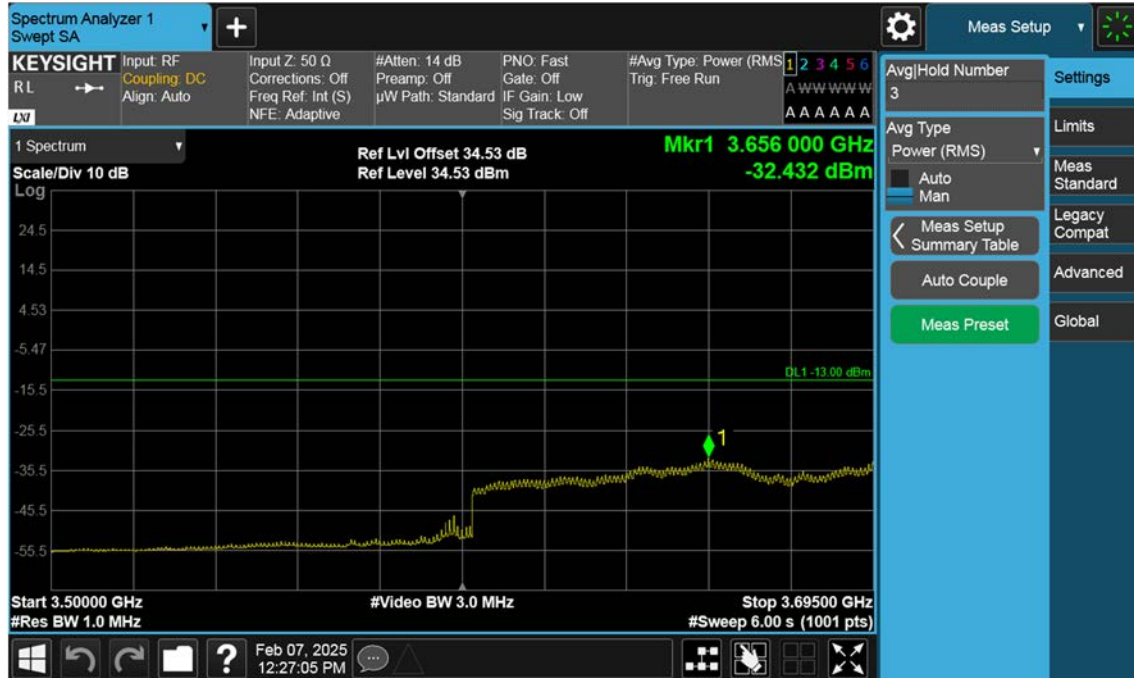 Spectrum Analyzer 1
Swept SA
+
Meas Setup
KEYSIGHT
R L
LXI
Input: RF
Coupling: DC
Align: Auto
Input Z: 50 Ω
Corrections: Off
Freq Ref: Int (S)
NFE: Adaptive
#Atten: 14 dB
Preamp: Off
µW Path: Standard
PNO: Fast
Gate: Off
IF Gain: Low
Sig Track: Off
#Avg Type: Power (RMS
Trig: Free Run
1 2 3 4 5 6
A W W W W W
A A A A A A
1 Spectrum
Scale/Div 10 dB
Log
Ref Lvl Offset 34.53 dB
Ref Level 34.53 dBm
Mkr1 3.656 000 GHz
-32.432 dBm
24.5
14.5
4.53
-5.47
-15.5
-25.5
-35.5
-45.5
-55.5
DL1 -13.00 dBm
1
Start 3.50000 GHz
#Res BW 1.0 MHz
#Video BW 3.0 MHz
Stop 3.69500 GHz
#Sweep 6.00 s (1001 pts)
Avg|Hold Number
3
Avg Type
Power (RMS)
Auto
Man
Meas Setup
Summary Table
Auto Couple
Meas Preset
Settings
Limits
Meas
Standard
Legacy
Compat
Advanced
Global
?
Feb 07, 2025
12:27:05 PM